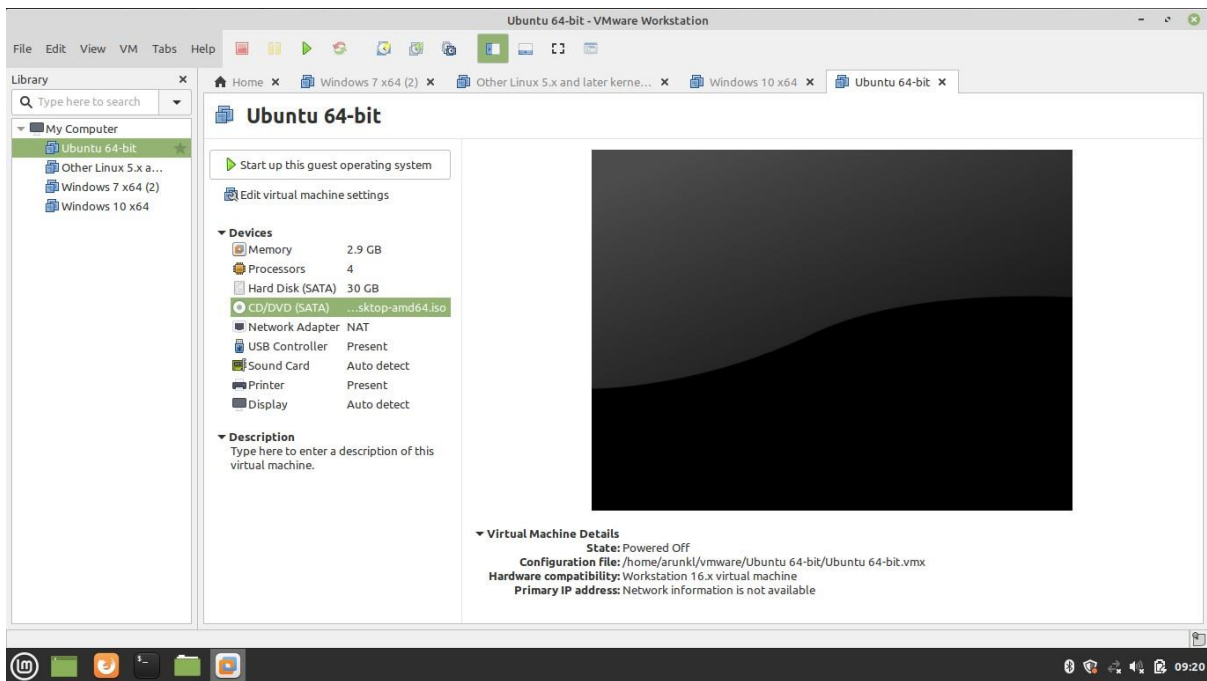 Ubuntu 64-bit - VMware Workstation
File Edit View VM Tabs Help
Library
Type here to search
My Computer
Ubuntu 64-bit
Other Linux 5.x a...
Windows 7 x64 (2)
Windows 10 x64
Home Windows 7 x64 (2) Other Linux 5.x and later kerne... Windows 10 x64 Ubuntu 64-bit
Ubuntu 64-bit
Start up this guest operating system
Edit virtual machine settings
Devices
Memory 2.9 GB
Processors 4
Hard Disk (SATA) 30 GB
CD/DVD (SATA) ...sktop-amd64.iso
Network Adapter NAT
USB Controller Present
Sound Card Auto detect
Printer Present
Display Auto detect
Description
Type here to enter a description of this
virtual machine.
Virtual Machine Details
State: Powered Off
Configuration file: /home/arunkl/vmware/Ubuntu 64-bit/Ubuntu 64-bit.vmx
Hardware compatibility: Workstation 16.x virtual machine
Primary IP address: Network information is not available
09:20